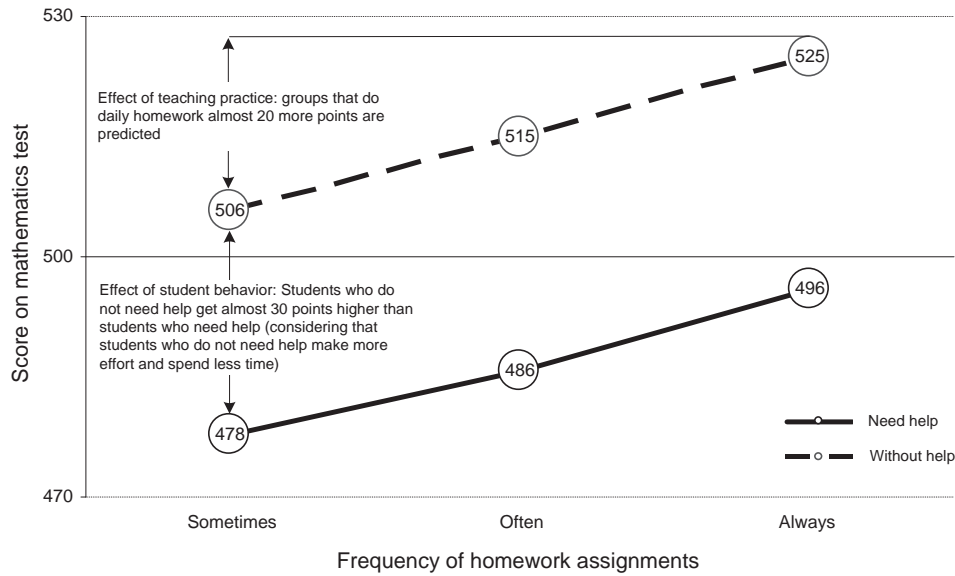 530
525
Effect of teaching practice: groups that do
daily homework almost 20 more points are
predicted
515
506
500
Effect of student behavior: Students who do
not need help get almost 30 points higher than
students who need help (considering that
students who do not need help make more
effort and spend less time)
496
486
478
Need help
Without help
470
Sometimes
Often
Always
Frequency of homework assignments
Score on mathematics test